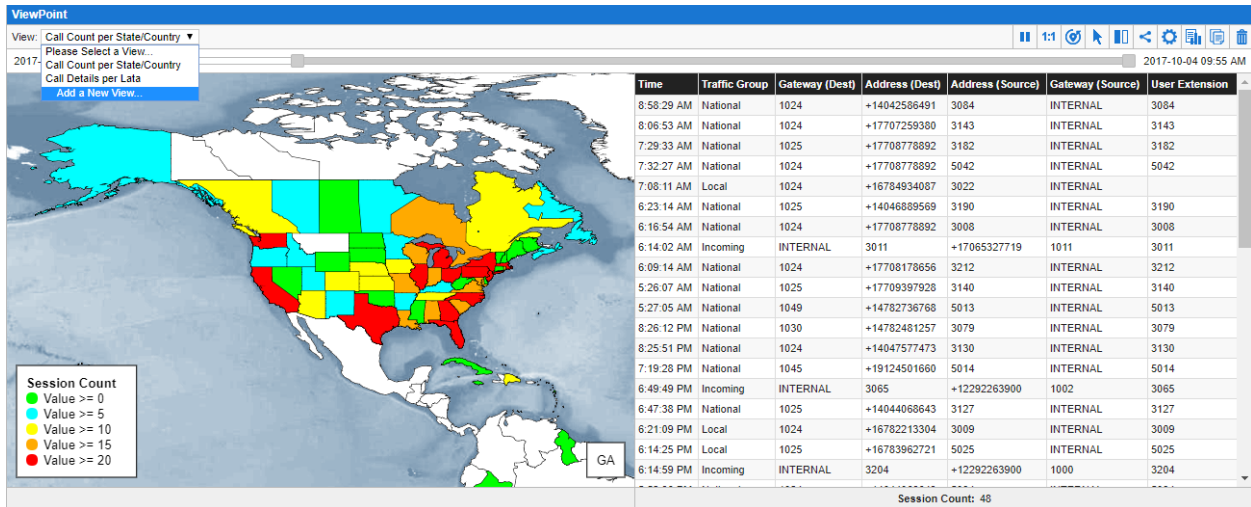 ViewPoint
View: Call Count per State/Country ▼
1:1
Please Select a View...
Call Count per State/Country
Call Details per Lata
Add a New View...
2017-
2017-10-04 09:55 AM
Time Traffic Group Gateway (Dest) Address (Dest) Address (Source) Gateway (Source) User Extension
8:58:29 AM National 1024 +14042586491 3084 INTERNAL 3084
8:06:53 AM National 1024 +17707259380 3143 INTERNAL 3143
7:29:33 AM National 1025 +17708778892 3182 INTERNAL 3182
7:32:27 AM National 1024 +17708778892 5042 INTERNAL 5042
7:08:11 AM Local 1024 +16784934087 3022 INTERNAL
6:23:14 AM National 1025 +14046889569 3190 INTERNAL 3190
6:16:54 AM National 1024 +17708778892 3008 INTERNAL 3008
6:14:02 AM Incoming INTERNAL 3011 +17065327719 1011 3011
6:09:14 AM National 1024 +17708178656 3212 INTERNAL 3212
5:26:07 AM National 1025 +17709397928 3140 INTERNAL 3140
5:27:05 AM National 1049 +14782736768 5013 INTERNAL 5013
8:26:12 PM National 1030 +14782481257 3079 INTERNAL 3079
8:25:51 PM National 1024 +14047577473 3130 INTERNAL 3130
7:19:28 PM National 1045 +19124501660 5014 INTERNAL 5014
6:49:49 PM Incoming INTERNAL 3065 +12292263900 1002 3065
6:47:38 PM National 1025 +14044068643 3127 INTERNAL 3127
6:21:09 PM Local 1024 +16782213304 3009 INTERNAL 3009
6:14:25 PM Local 1025 +16783962721 5025 INTERNAL 5025
6:14:59 PM Incoming INTERNAL 3204 +12292263900 1000 3204
Session Count
Value >= 0
Value >= 5
Value >= 10
Value >= 15
Value >= 20
GA
Session Count: 48